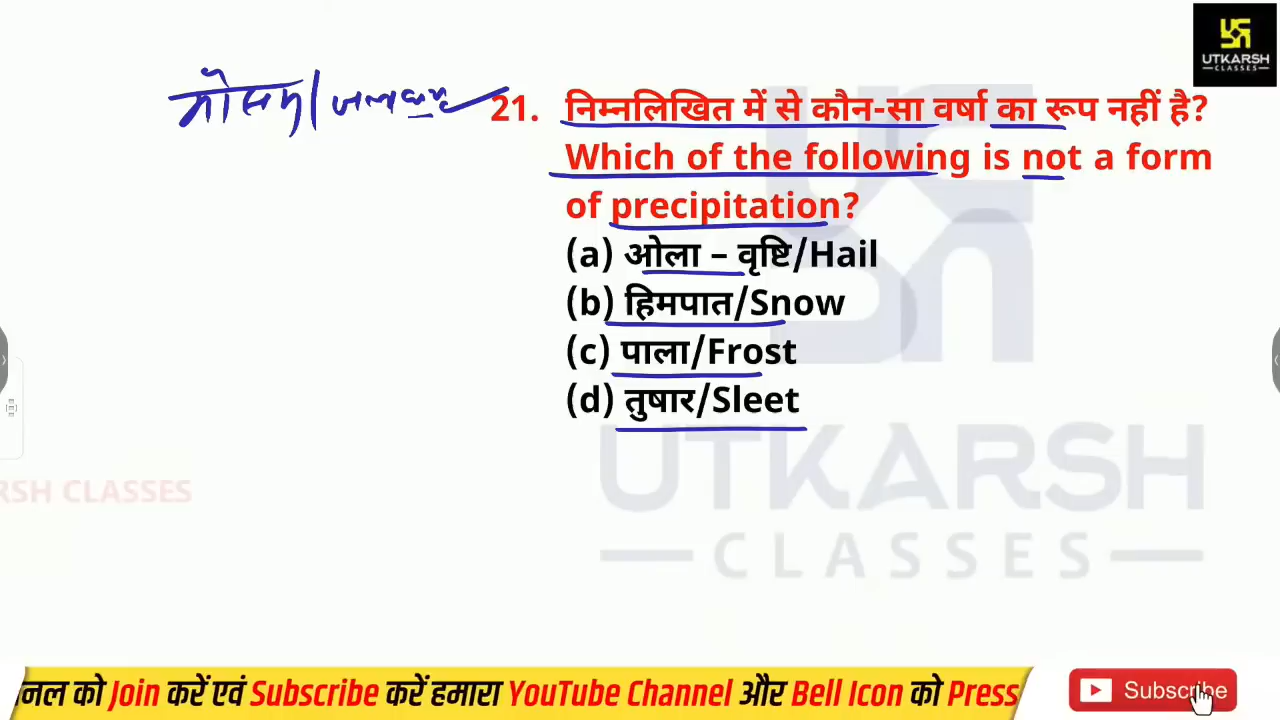 UTKARSH
CLASSES
मौसम/जलवायु
21. निम्नलिखित में से कौन-सा वर्षा का रूप नहीं है?
Which of the following is not a form
of precipitation?
(a) ओला – वृष्टि/Hail
(b) हिमपात/Snow
(c) पाला/Frost
(d) तुषार/Sleet
UTKARSH
CLASSES
RSH CLASSES
नल को Join करें एवं Subscribe करें हमारा YouTube Channel और Bell Icon को Press
Subscribe